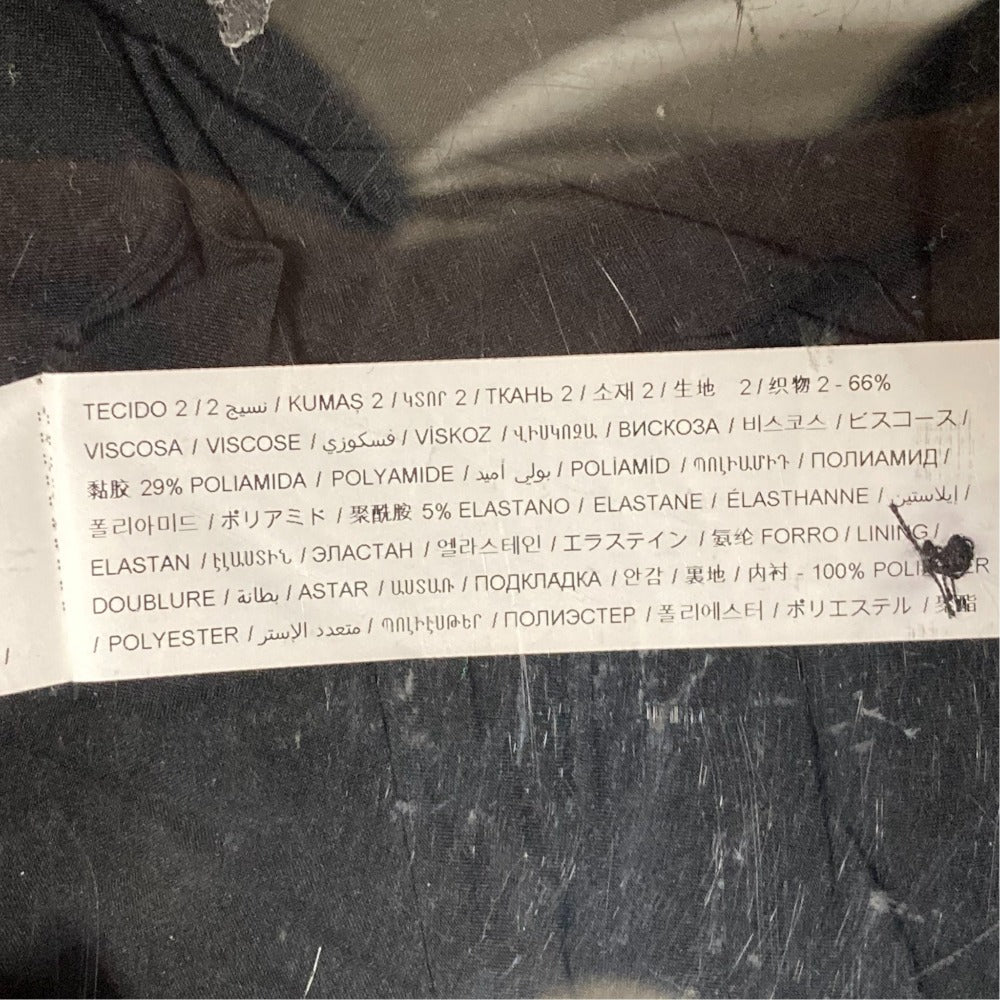 TECIDO 2 / نسيج 2 / KUMAŞ 2 / ԿՏՈՐ 2 / ТКАНЬ 2 / 소재 2 / 生地 2 / 织物 2 - 66%
VISCOSA / VISCOSE / فسكوزي / VİSKOZ / ՎԻՍԿՈԶԱ / ВИСКОЗА / 비스코스 / ビスコース /
黏胶 29% POLIAMIDA / POLYAMIDE / بولي أميد / POLİAMİD / ՊՈԼԻԱՄԻԴ / ПОЛИАМИД /
폴리아미드 / ポリアミド / 聚酰胺 5% ELASTANO / ELASTANE / ÉLASTHANNE / إيلاستين /
ELASTAN / ԷԼԱՍՏԻՆ / ЭЛАСТАН / 엘라스테인 / エラステイン / 氨纶 FORRO / LINING /
DOUBLURE / بطانة / ASTAR / ԱՍՏԱՌ / ПОДКЛАДКА / 안감 / 裏地 / 内衬 - 100% POLIÉSTER
/ POLYESTER / متعدد الإستر / ՊՈԼԻԷՍԹԵՐ / ПОЛИЭСТЕР / 폴리에스터 / ポリエステル / 聚酯
/